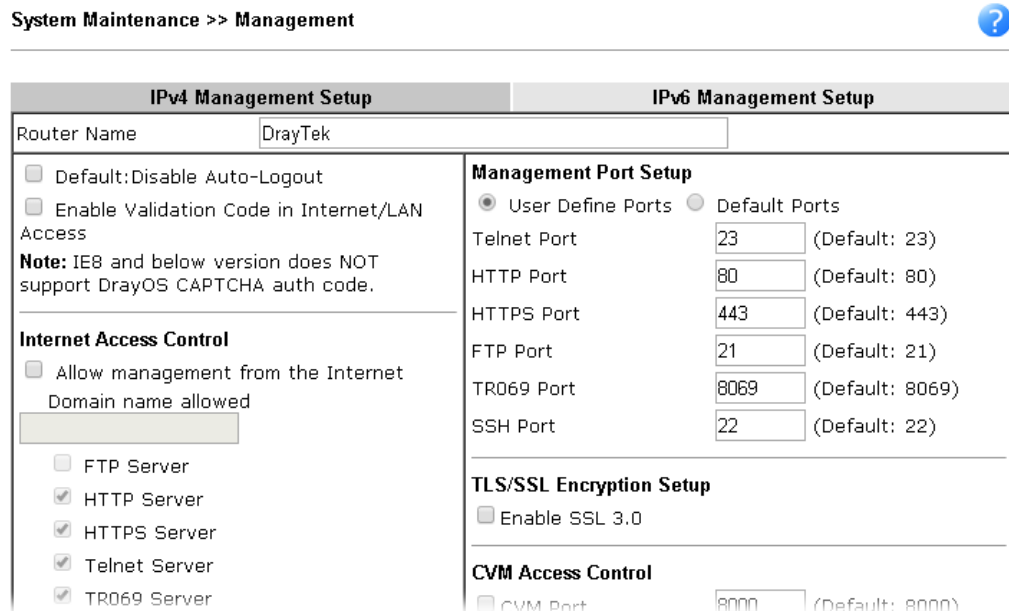 System Maintenance >> Management
?
IPv4 Management Setup
IPv6 Management Setup
Router Name
DrayTek
Default:Disable Auto-Logout
Enable Validation Code in Internet/LAN
Access
Note: IE8 and below version does NOT
support DrayOS CAPTCHA auth code.
Internet Access Control
Allow management from the Internet
Domain name allowed
FTP Server
HTTP Server
HTTPS Server
Telnet Server
TR069 Server
Management Port Setup
User Define Ports Default Ports
Telnet Port 23 (Default: 23)
HTTP Port 80 (Default: 80)
HTTPS Port 443 (Default: 443)
FTP Port 21 (Default: 21)
TR069 Port 8069 (Default: 8069)
SSH Port 22 (Default: 22)
TLS/SSL Encryption Setup
Enable SSL 3.0
CVM Access Control
CVM Port 8000 (Default: 8000)